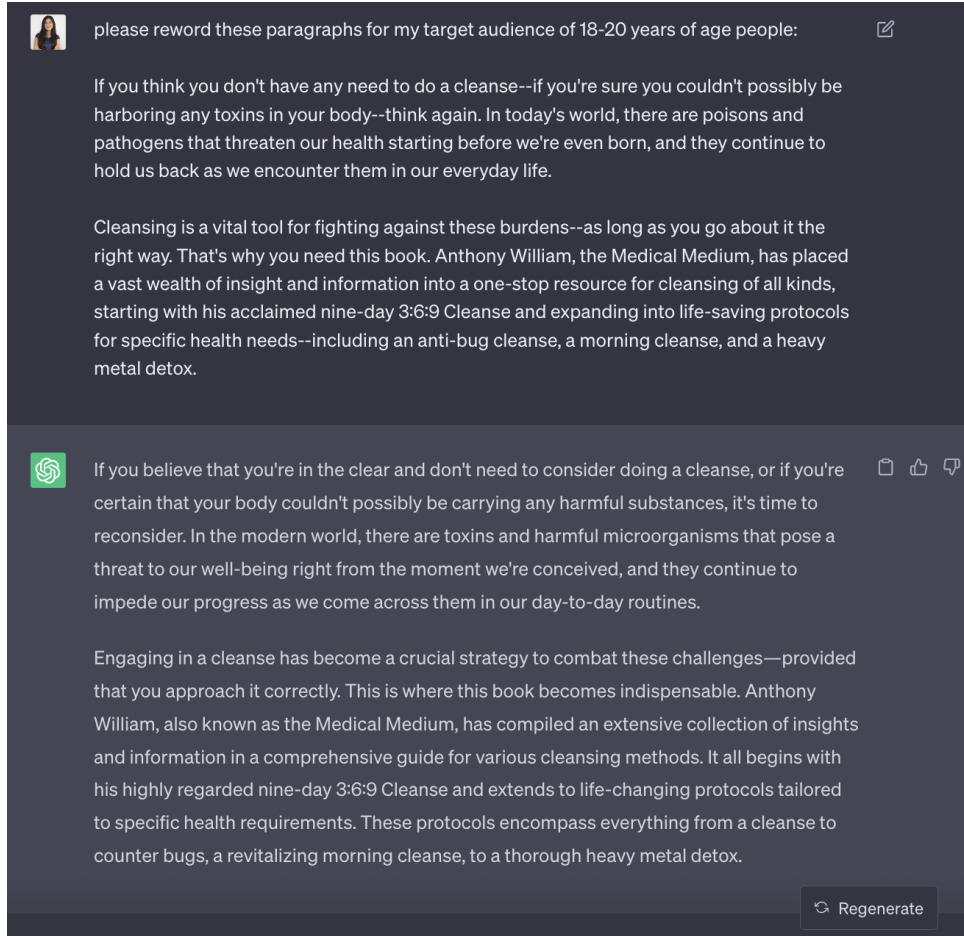 please reword these paragraphs for my target audience of 18-20 years of age people:
If you think you don't have any need to do a cleanse--if you're sure you couldn't possibly be
harboring any toxins in your body--think again. In today's world, there are poisons and
pathogens that threaten our health starting before we're even born, and they continue to
hold us back as we encounter them in our everyday life.
Cleansing is a vital tool for fighting against these burdens--as long as you go about it the
right way. That's why you need this book. Anthony William, the Medical Medium, has placed
a vast wealth of insight and information into a one-stop resource for cleansing of all kinds,
starting with his acclaimed nine-day 3:6:9 Cleanse and expanding into life-saving protocols
for specific health needs--including an anti-bug cleanse, a morning cleanse, and a heavy
metal detox.
If you believe that you're in the clear and don't need to consider doing a cleanse, or if you're
certain that your body couldn't possibly be carrying any harmful substances, it's time to
reconsider. In the modern world, there are toxins and harmful microorganisms that pose a
threat to our well-being right from the moment we're conceived, and they continue to
impede our progress as we come across them in our day-to-day routines.
Engaging in a cleanse has become a crucial strategy to combat these challenges—provided
that you approach it correctly. This is where this book becomes indispensable. Anthony
William, also known as the Medical Medium, has compiled an extensive collection of insights
and information in a comprehensive guide for various cleansing methods. It all begins with
his highly regarded nine-day 3:6:9 Cleanse and extends to life-changing protocols tailored
to specific health requirements. These protocols encompass everything from a cleanse to
counter bugs, a revitalizing morning cleanse, to a thorough heavy metal detox.
Regenerate